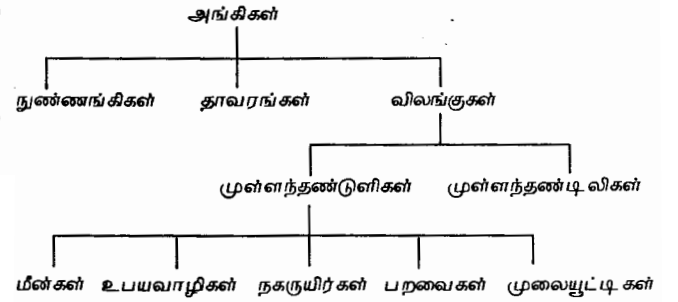 அங்கிகள்
நுண்ணங்கிகள் தாவரங்கள் விலங்குகள்
முள்ளந்தண்டுளிகள் முள்ளந்தண்டிலிகள்
மீன்கள் உபயவாழிகள் நகருயிர்கள் பறவைகள் முலையூட்டிகள்